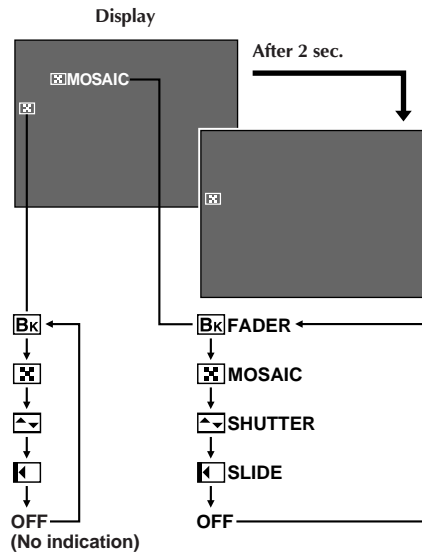 Display
After 2 sec.
MOSAIC
BK
BK FADER
MOSAIC
SHUTTER
SLIDE
OFF
(No indication)
OFF